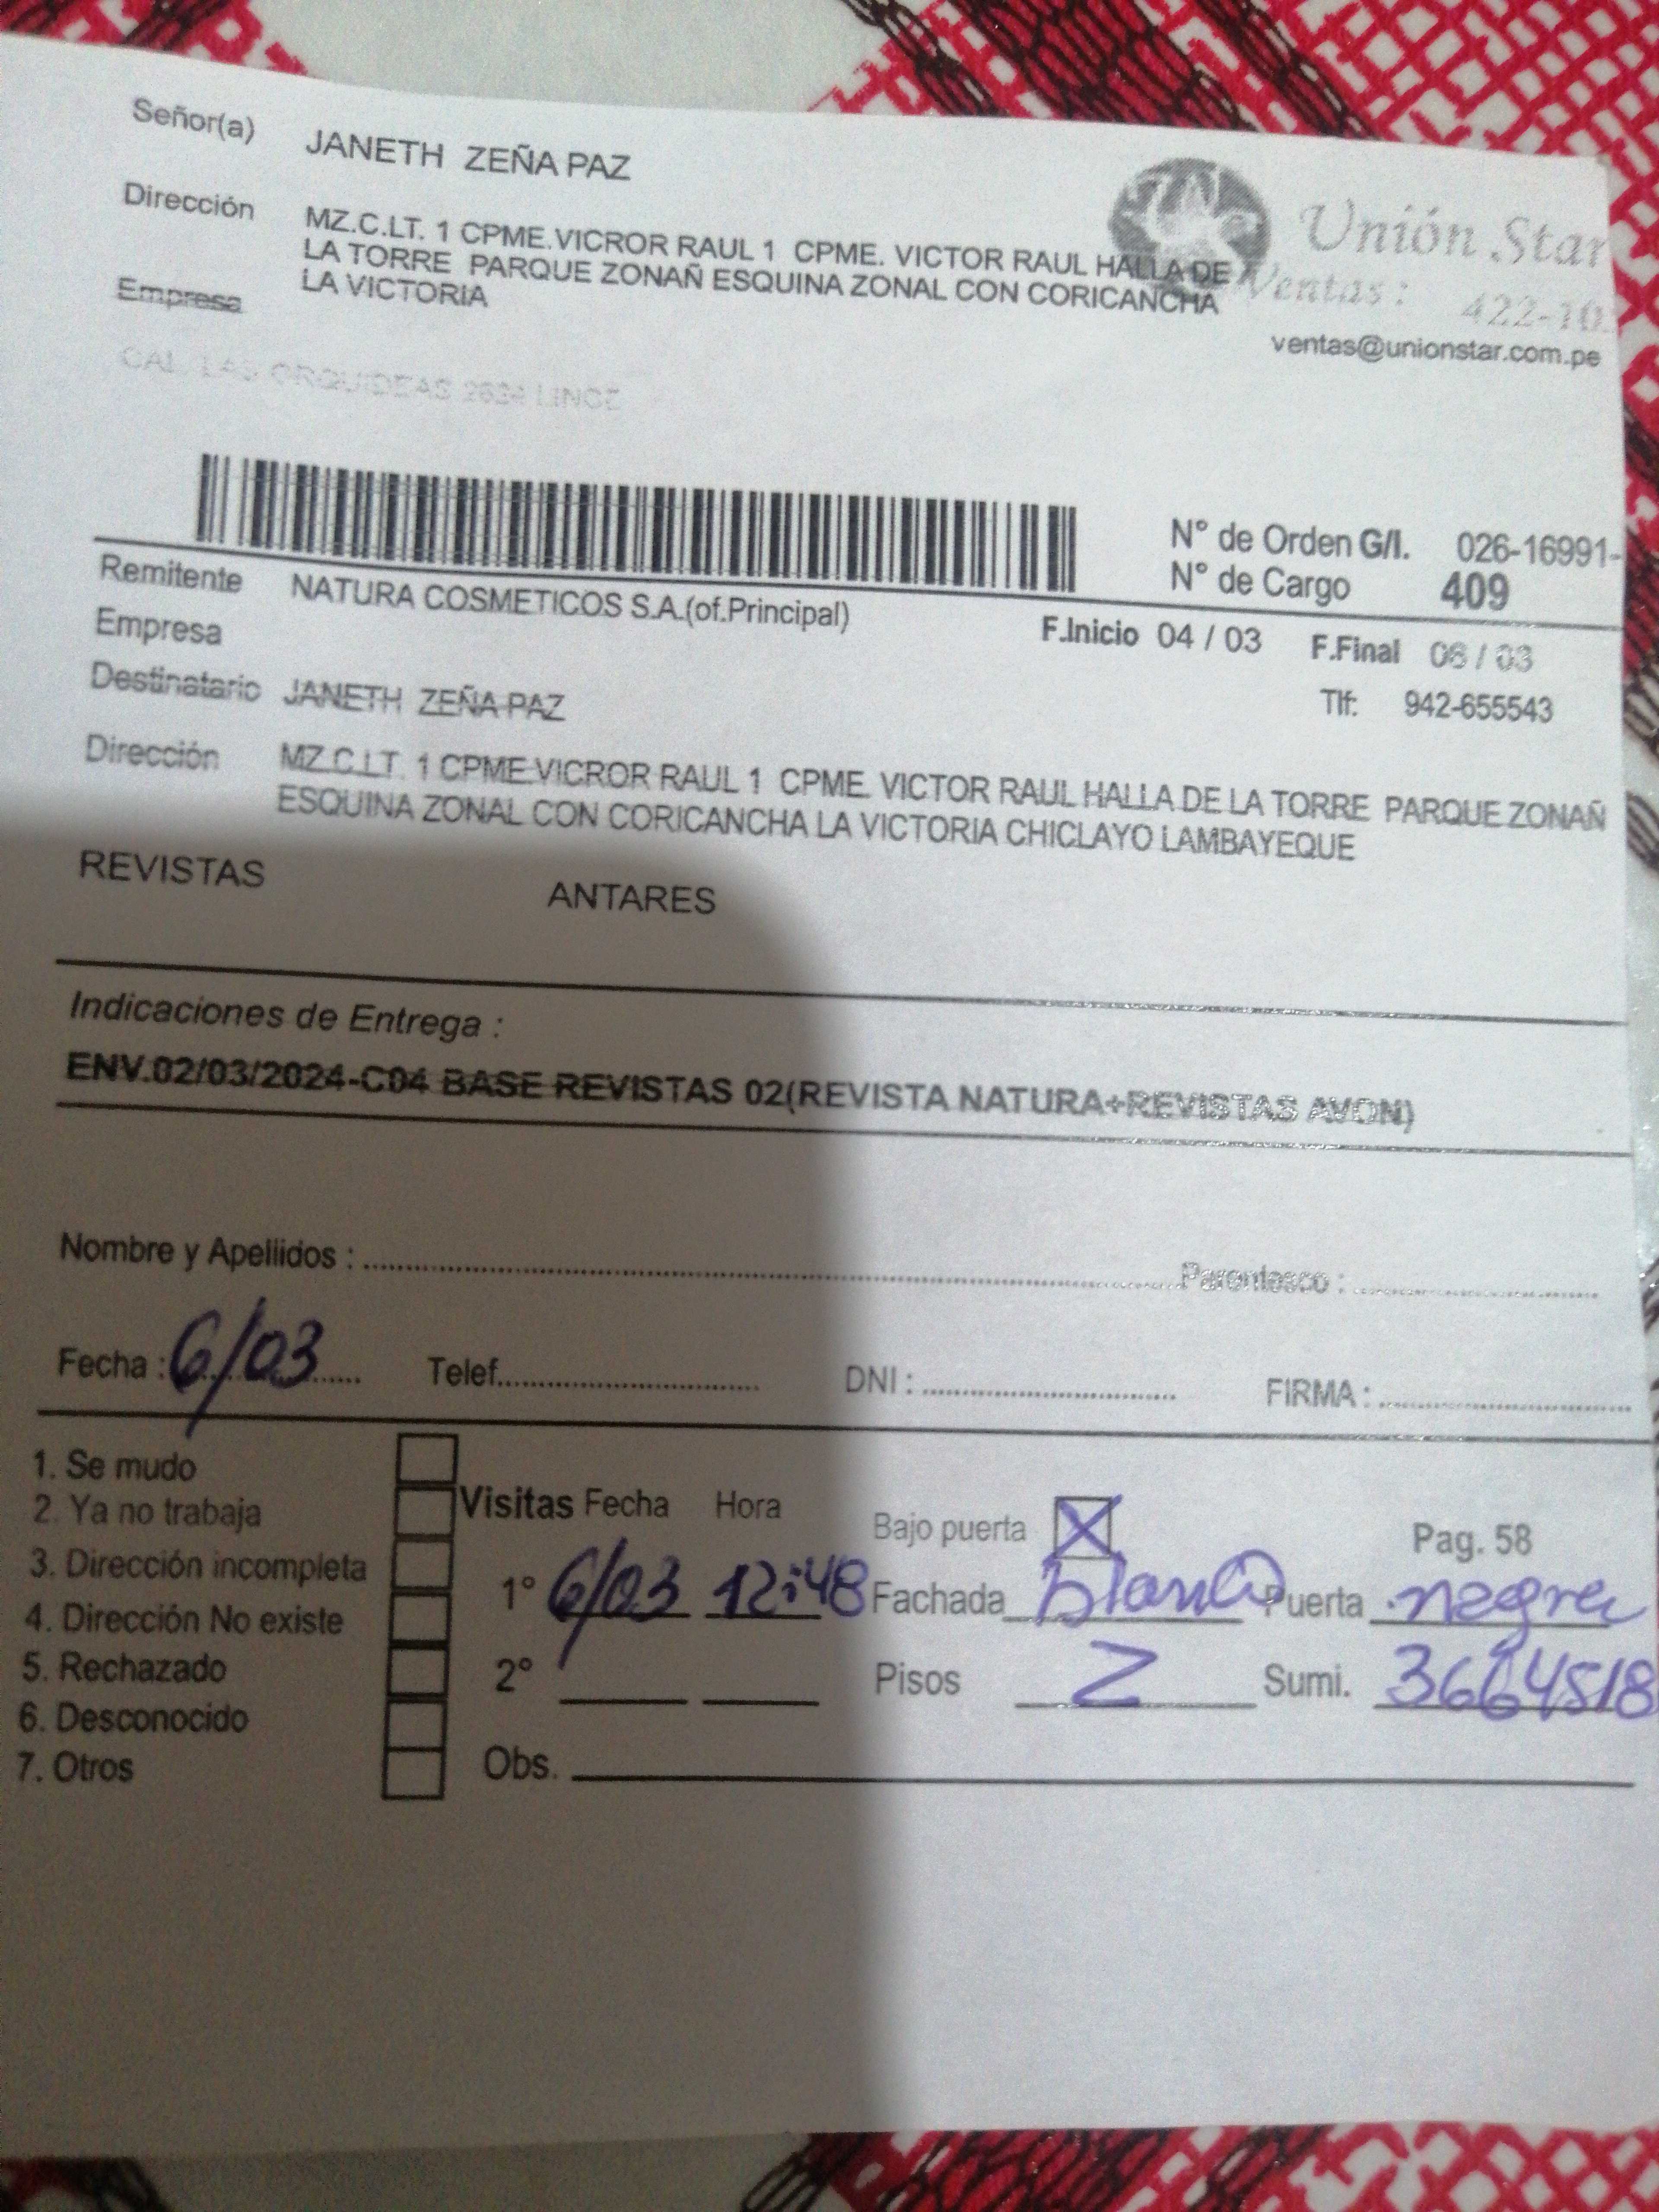 Señor(a) JANETH ZEÑA PAZ
Unión Star
Dirección MZ.C.LT. 1 CPME.VICROR RAUL 1 CPME. VICTOR RAUL HALLA DE
LA TORRE PARQUE ZONAÑ ESQUINA ZONAL CON CORICANCHA
LA VICTORIA
Ventas: 422-10
Empresa
ventas@unionstar.com.pe
CAL. LAS ORQUIDEAS 2624 LINCE
N° de Orden G/I. 026-16991-
N° de Cargo 409
Remitente NATURA COSMETICOS S.A.(of.Principal)
Empresa
F.Inicio 04 / 03 F.Final 06 / 03
Destinatario JANETH ZEÑA PAZ
Tlf: 942-655543
Dirección MZ.C.LT. 1 CPME.VICROR RAUL 1 CPME. VICTOR RAUL HALLA DE LA TORRE PARQUE ZONAÑ
ESQUINA ZONAL CON CORICANCHA LA VICTORIA CHICLAYO LAMBAYEQUE
REVISTAS ANTARES
Indicaciones de Entrega :
ENV.02/03/2024-C04 BASE REVISTAS 02(REVISTA NATURA+REVISTAS AVON)
Nombre y Apellidos : Parentesco :
Fecha : 6/03 Telef. DNI : FIRMA :
1. Se mudo
2. Ya no trabaja
3. Dirección incompleta
4. Dirección No existe
5. Rechazado
6. Desconocido
7. Otros
Visitas Fecha Hora
1° 6/03 12:48
2°
Obs.
Bajo puerta X Pag. 58
Fachada blanca Puerta negra
Pisos 2 Sumi. 3664518